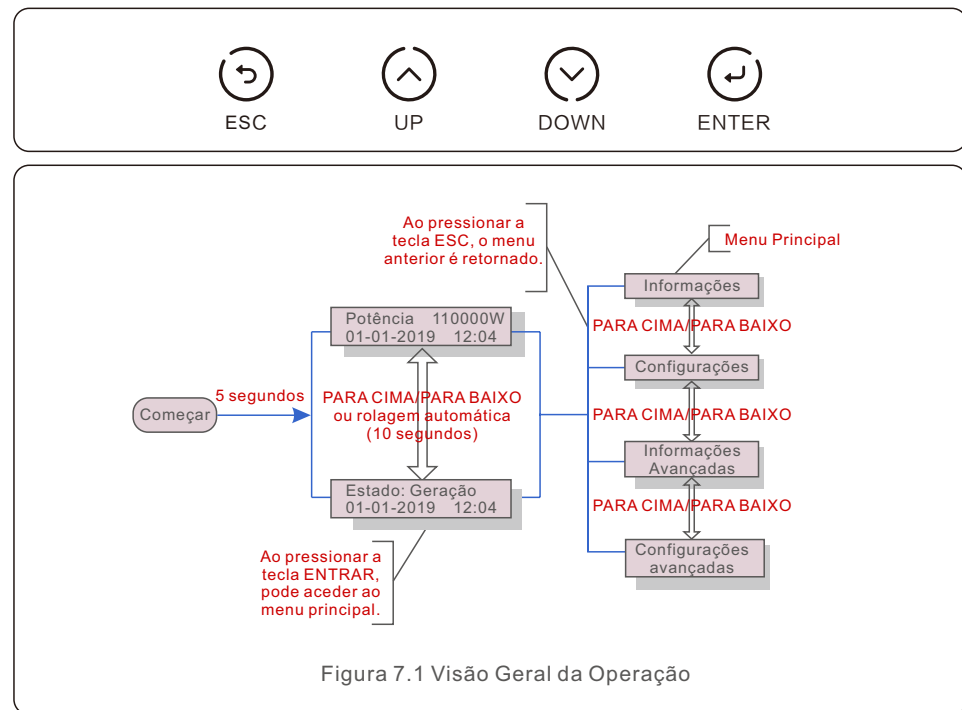 ESC
UP
DOWN
ENTER
Ao pressionar a
tecla ESC, o menu
anterior é retornado.
Menu Principal
Informações
PARA CIMA/PARA BAIXO
Configurações
PARA CIMA/PARA BAIXO
Informações
Avançadas
PARA CIMA/PARA BAIXO
Configurações
avançadas
Potência 110000W
01-01-2019 12:04
Começar
5 segundos
PARA CIMA/PARA BAIXO
ou rolagem automática
(10 segundos)
Estado: Geração
01-01-2019 12:04
Ao pressionar a
tecla ENTRAR,
pode aceder ao
menu principal.
Figura 7.1 Visão Geral da Operação